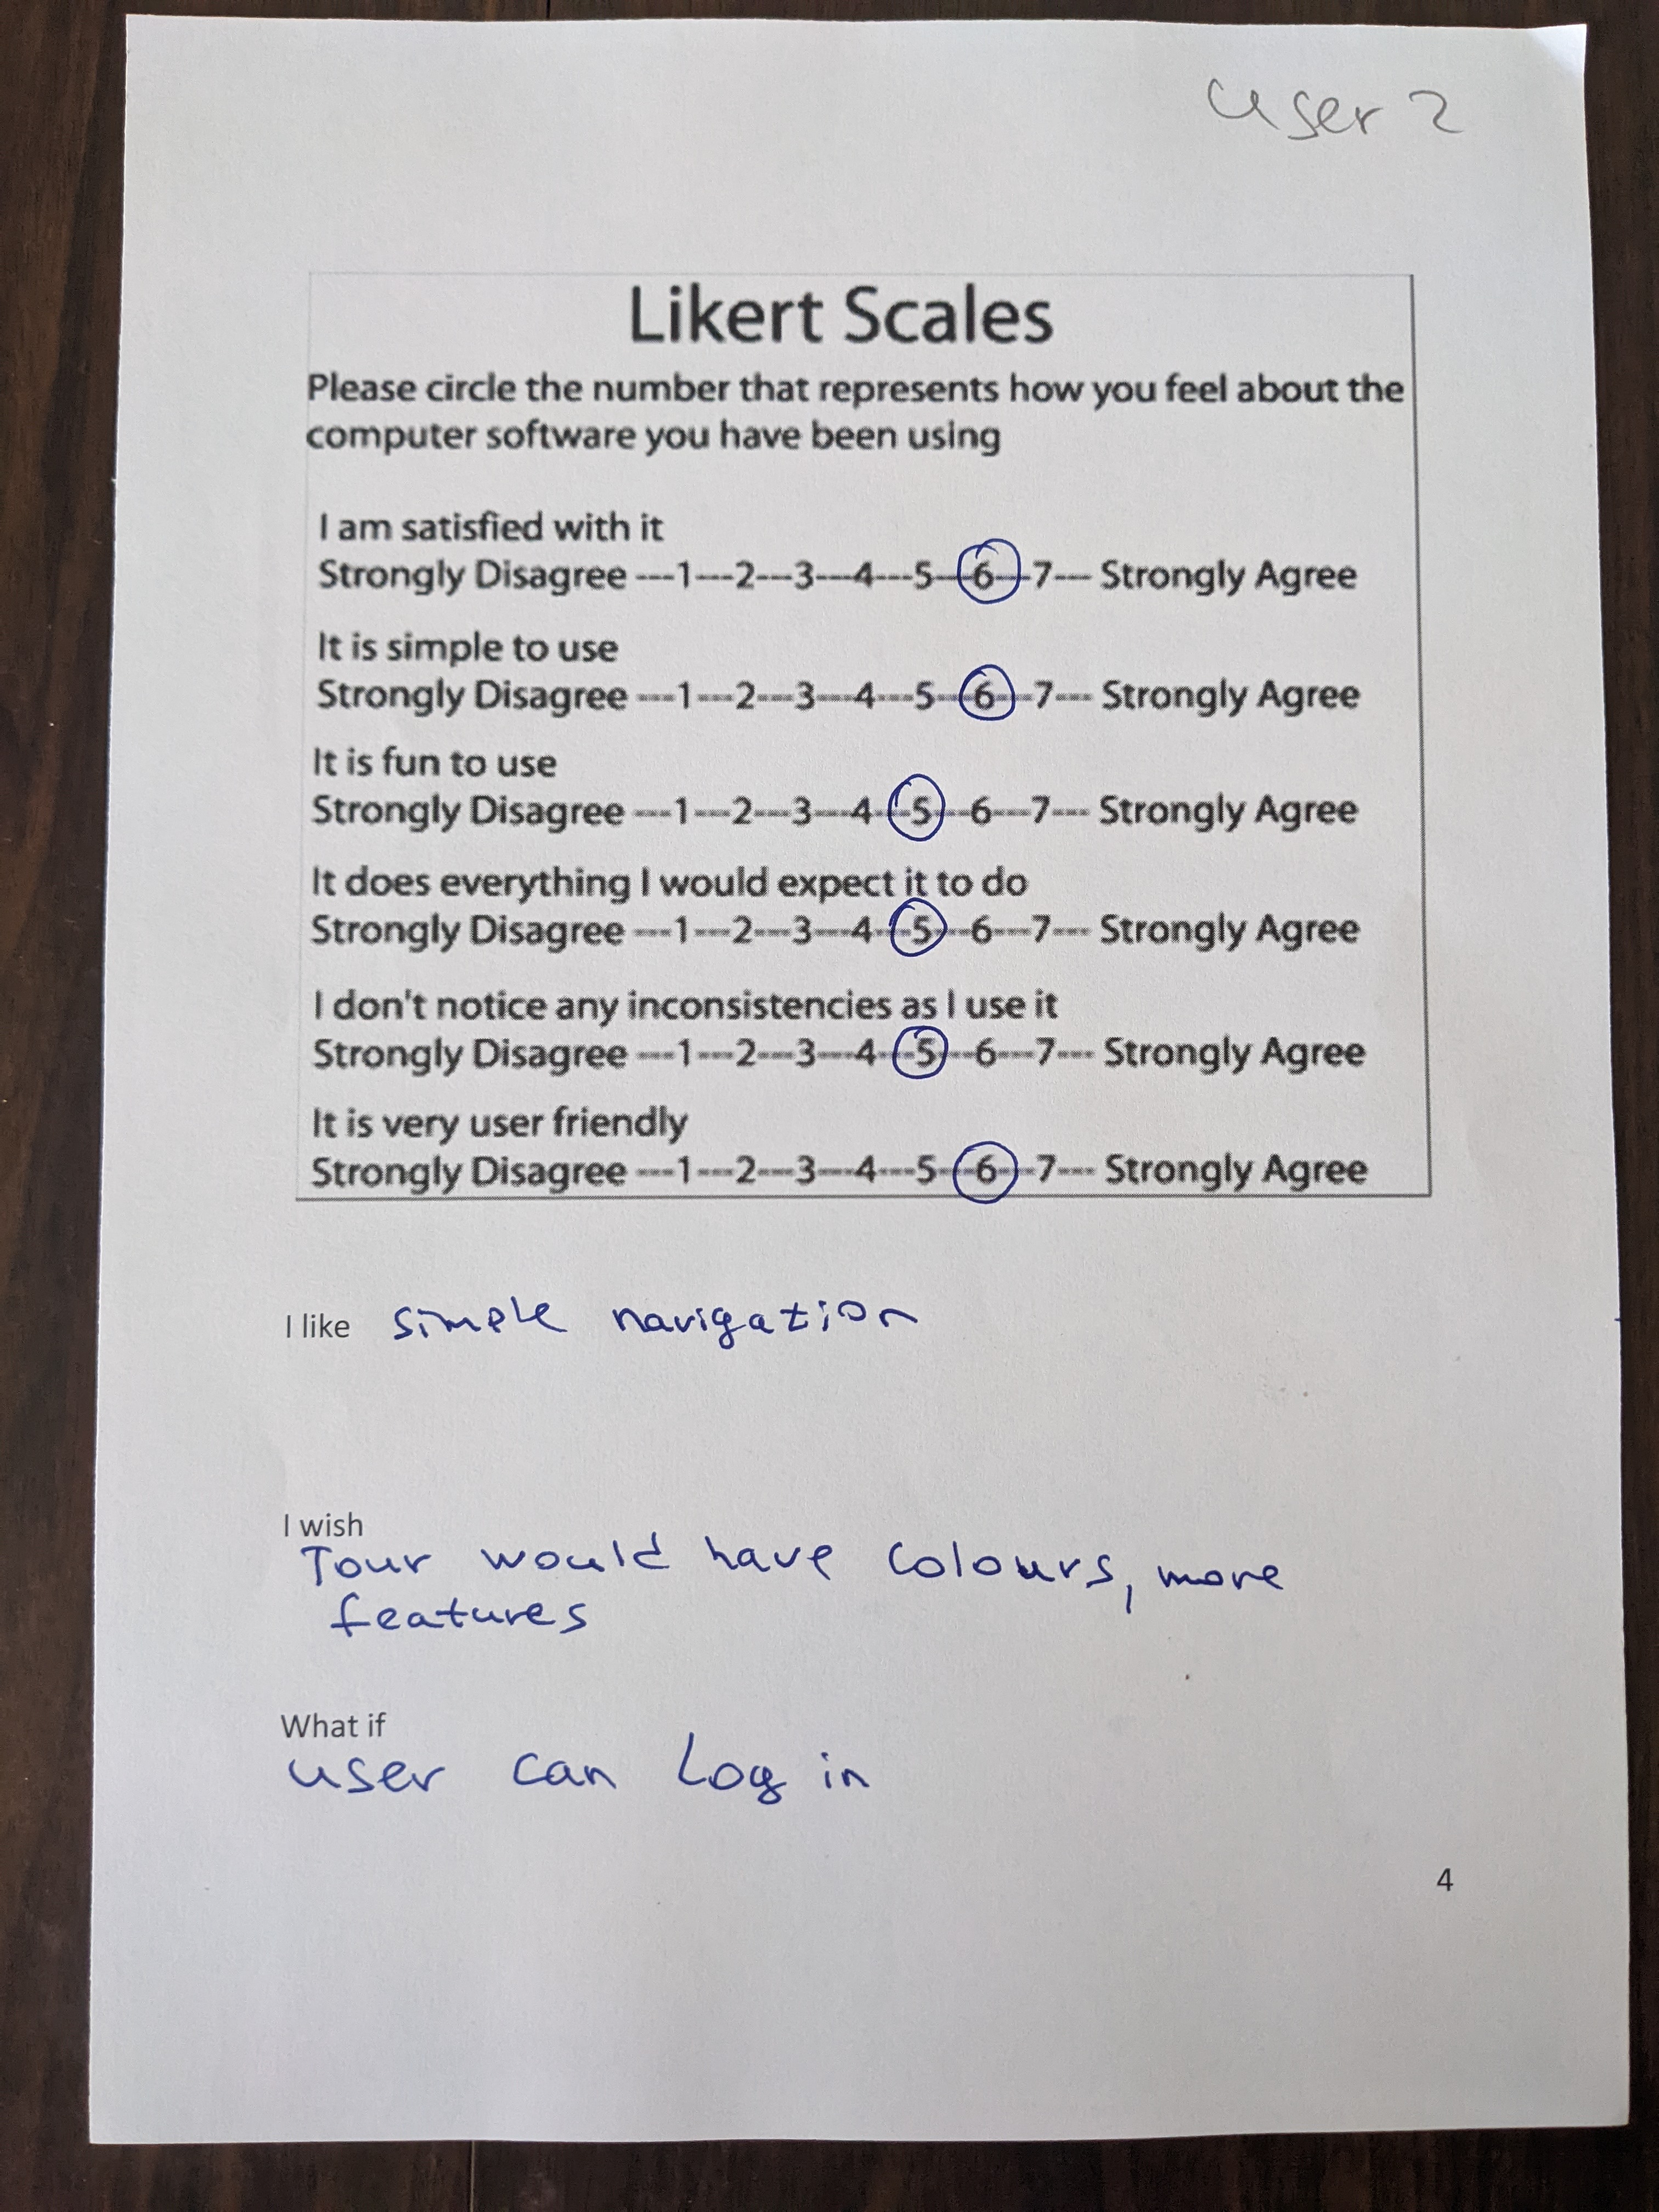 user 2
Likert Scales
Please circle the number that represents how you feel about the
computer software you have been using
I am satisfied with it
Strongly Disagree ---1---2---3---4---5---6---7--- Strongly Agree
It is simple to use
Strongly Disagree ---1---2---3---4---5---6---7--- Strongly Agree
It is fun to use
Strongly Disagree ---1---2---3---4---5---6---7--- Strongly Agree
It does everything I would expect it to do
Strongly Disagree ---1---2---3---4---5---6---7--- Strongly Agree
I don't notice any inconsistencies as I use it
Strongly Disagree ---1---2---3---4---5---6---7--- Strongly Agree
It is very user friendly
Strongly Disagree ---1---2---3---4---5---6---7--- Strongly Agree
I like simple navigation
I wish
Tour would have colours, more
features
What if
user can Log in
4